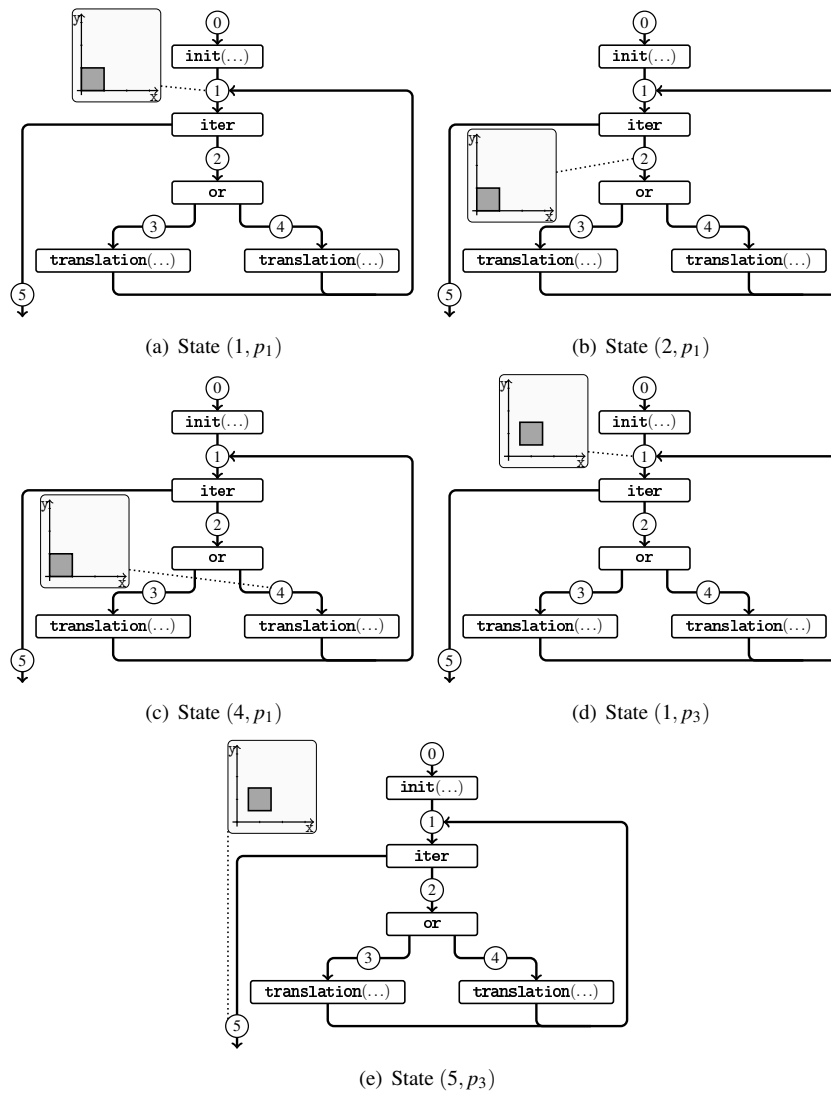 0
y
init(...)
1
x
iter
2
or
3
4
translation(...)
translation(...)
5
(a) State (1, p₁)
0
init(...)
1
iter
y
2
or
x
3
4
translation(...)
translation(...)
5
(b) State (2, p₁)
0
init(...)
1
iter
y
2
or
x
3
4
translation(...)
translation(...)
5
(c) State (4, p₁)
y
0
init(...)
1
x
iter
2
or
3
4
translation(...)
translation(...)
5
(d) State (1, p₃)
y
0
init(...)
1
x
iter
2
or
3
4
translation(...)
translation(...)
5
(e) State (5, p₃)